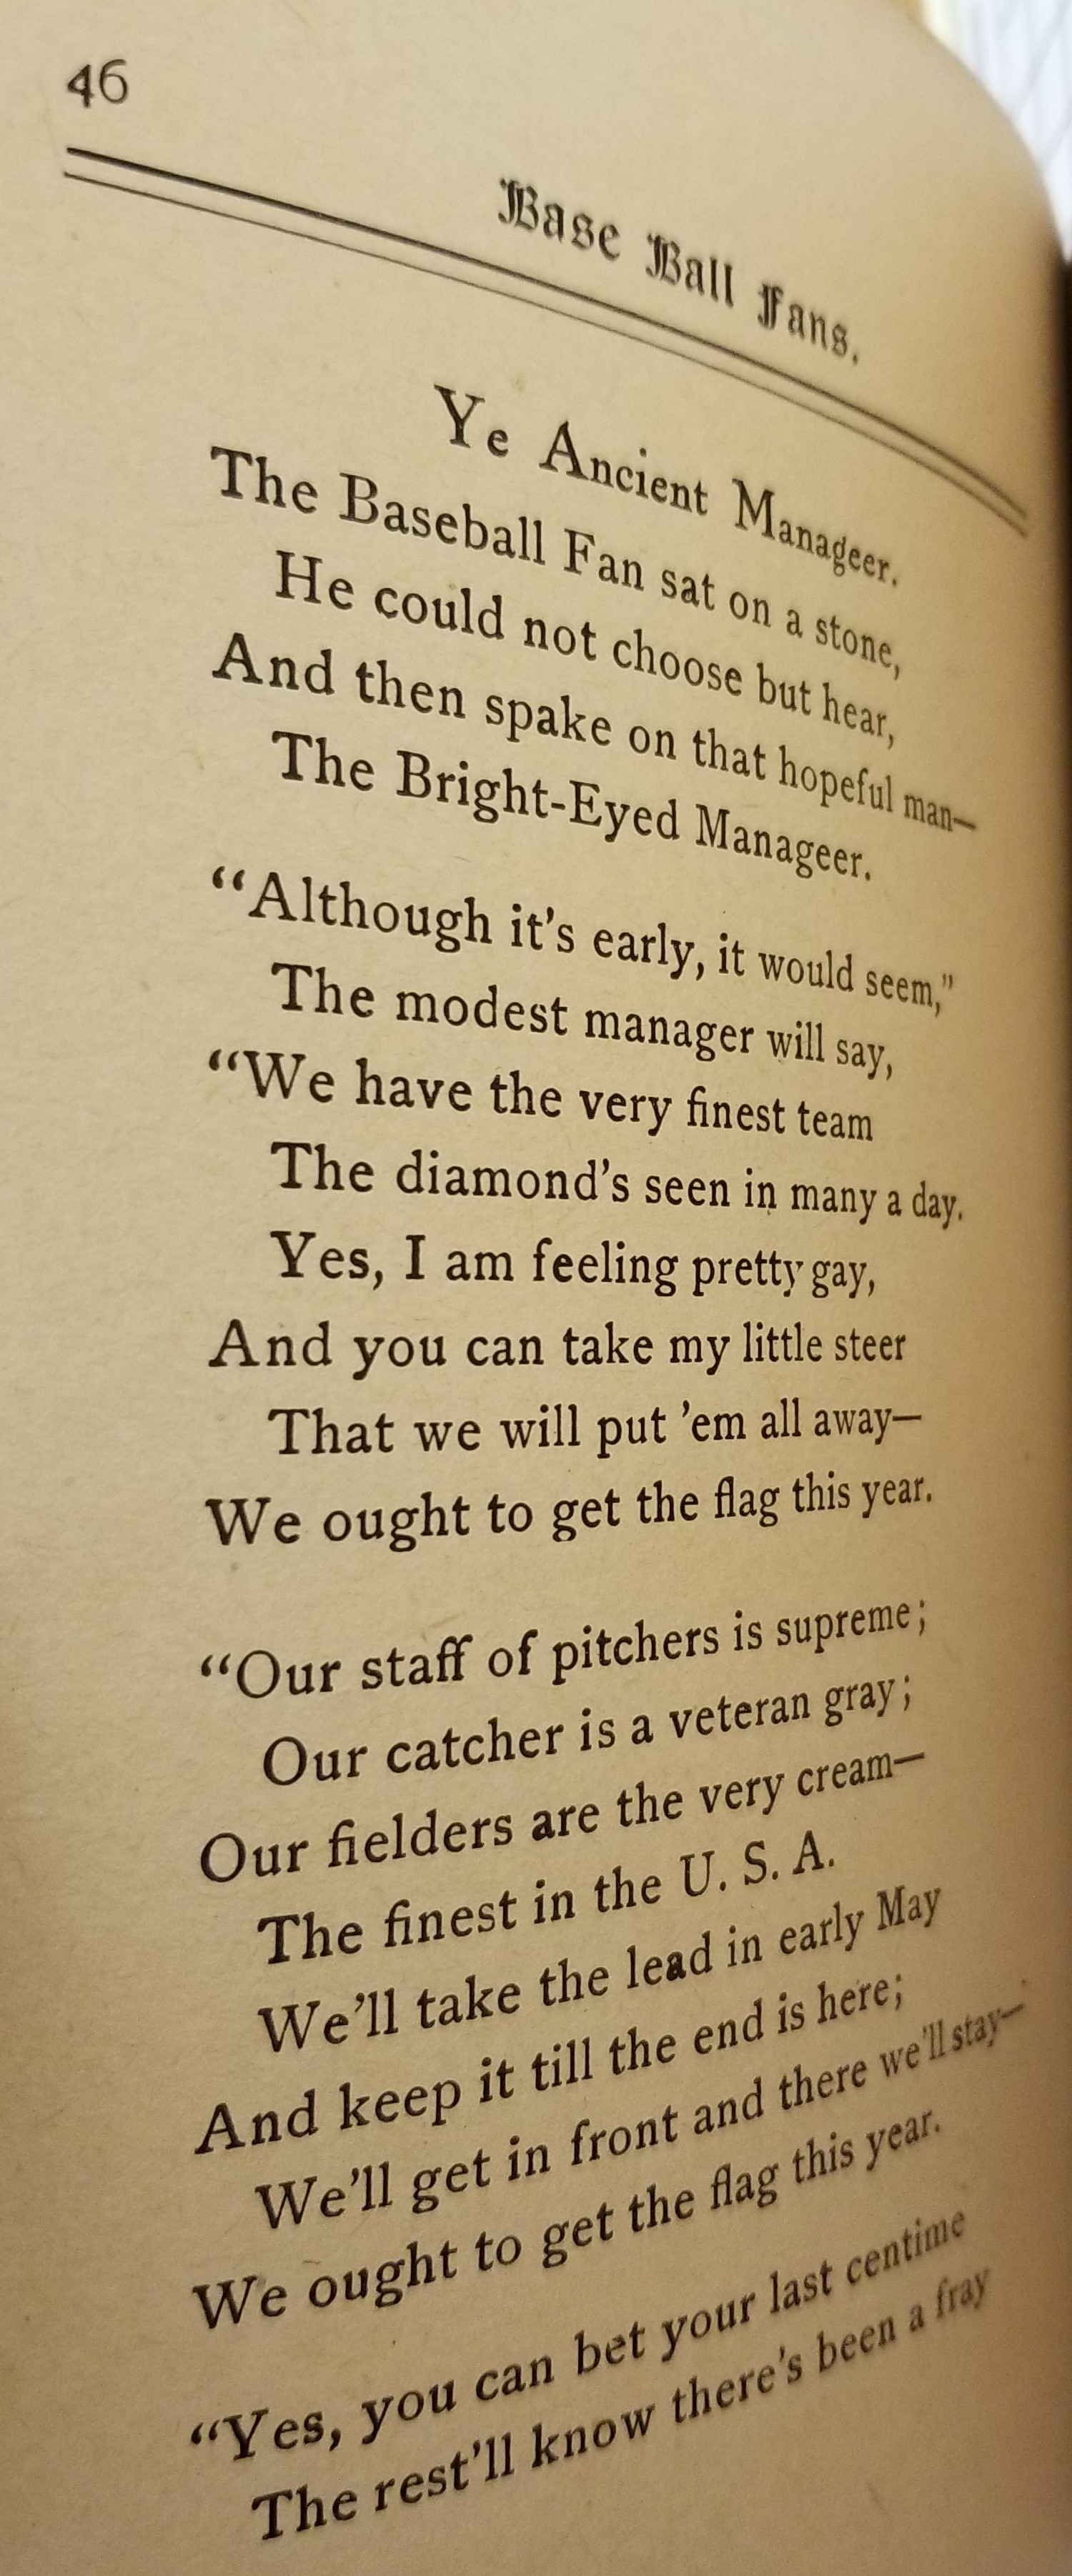 46
Base Ball Fans.
Ye Ancient Manageer.
The Baseball Fan sat on a stone,
He could not choose but hear,
And then spake on that hopeful man—
The Bright-Eyed Manageer.
“Although it's early, it would seem,”
The modest manager will say,
“We have the very finest team
The diamond's seen in many a day.
Yes, I am feeling pretty gay,
And you can take my little steer
That we will put ’em all away—
We ought to get the flag this year.
“Our staff of pitchers is supreme;
Our catcher is a veteran gray;
Our fielders are the very cream—
The finest in the U. S. A.
We’ll take the lead in early May
And keep it till the end is here;
We’ll get in front and there we’ll stay—
We ought to get the flag this year.
“Yes, you can bet your last centime
The rest’ll know there’s been a fray